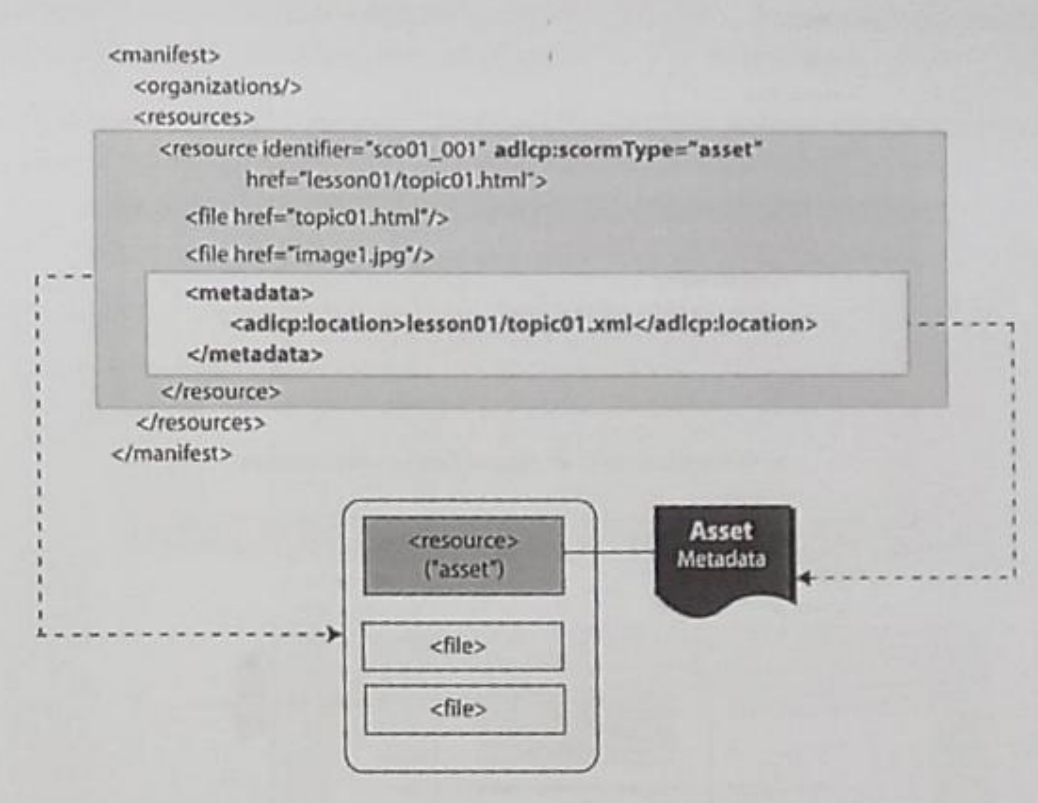 <manifest>
<organizations/>
<resources>
<resource identifier="sco01_001" adlcp:scormType="asset"
href="lesson01/topic01.html">
<file href="topic01.html"/>
<file href="image1.jpg"/>
<metadata>
<adlcp:location>lesson01/topic01.xml</adlcp:location>
</metadata>
</resource>
</resources>
</manifest>
<resource>
("asset")
Asset
Metadata
<file>
<file>